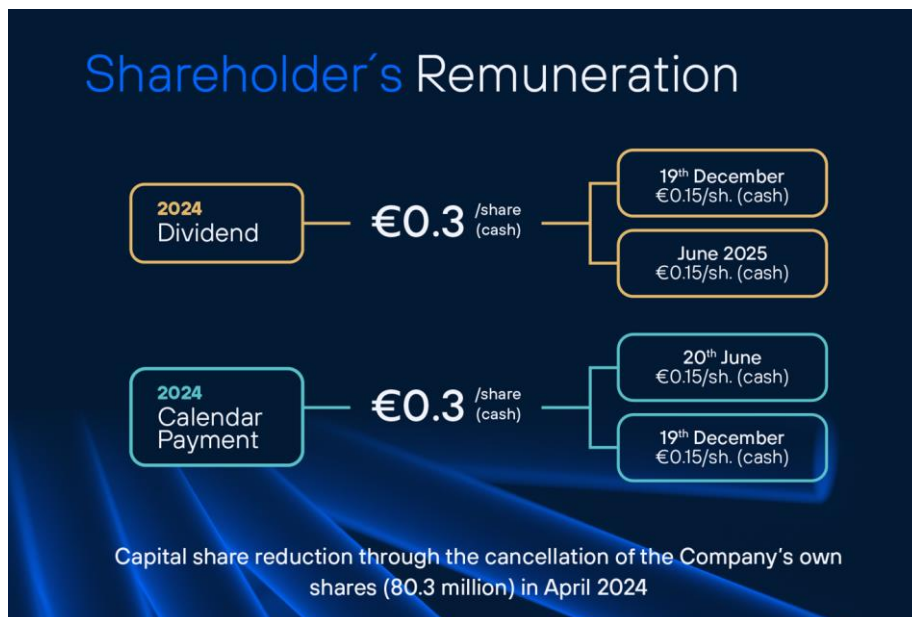 Shareholder´s Remuneration
2024
Dividend
€0.3 /share
(cash)
19th December
€0.15/sh. (cash)
June 2025
€0.15/sh. (cash)
2024
Calendar
Payment
€0.3 /share
(cash)
20th June
€0.15/sh. (cash)
19th December
€0.15/sh. (cash)
Capital share reduction through the cancellation of the Company's own
shares (80.3 million) in April 2024